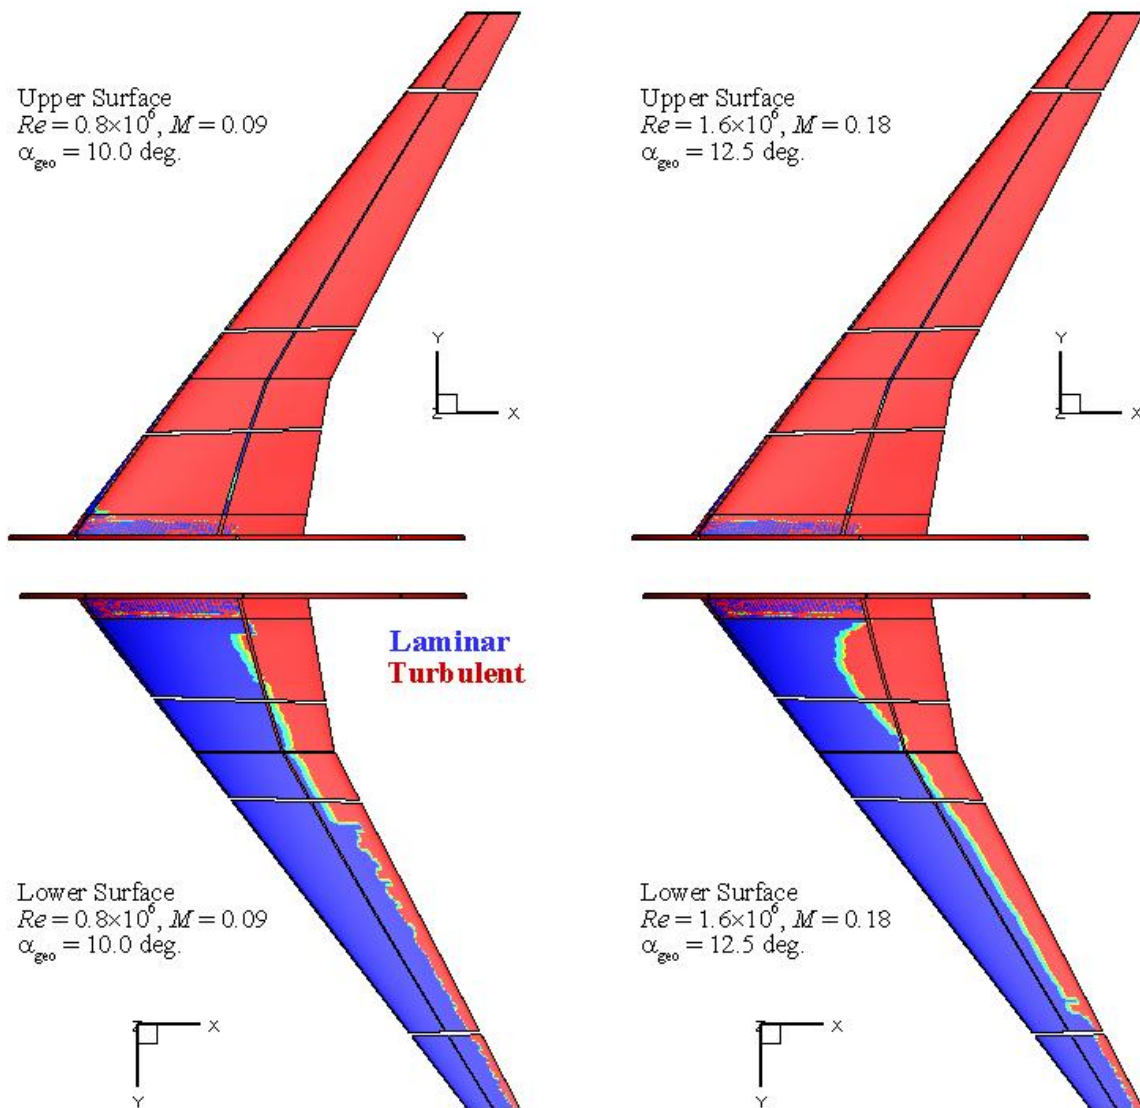 Upper Surface
Re = 0.8×10⁶, M = 0.09
α_geo = 10.0 deg.
Upper Surface
Re = 1.6×10⁶, M = 0.18
α_geo = 12.5 deg.
Y
Z X
Y
Z X
Laminar
Turbulent
Lower Surface
Re = 0.8×10⁶, M = 0.09
α_geo = 10.0 deg.
Lower Surface
Re = 1.6×10⁶, M = 0.18
α_geo = 12.5 deg.
Z X
Y
Z X
Y